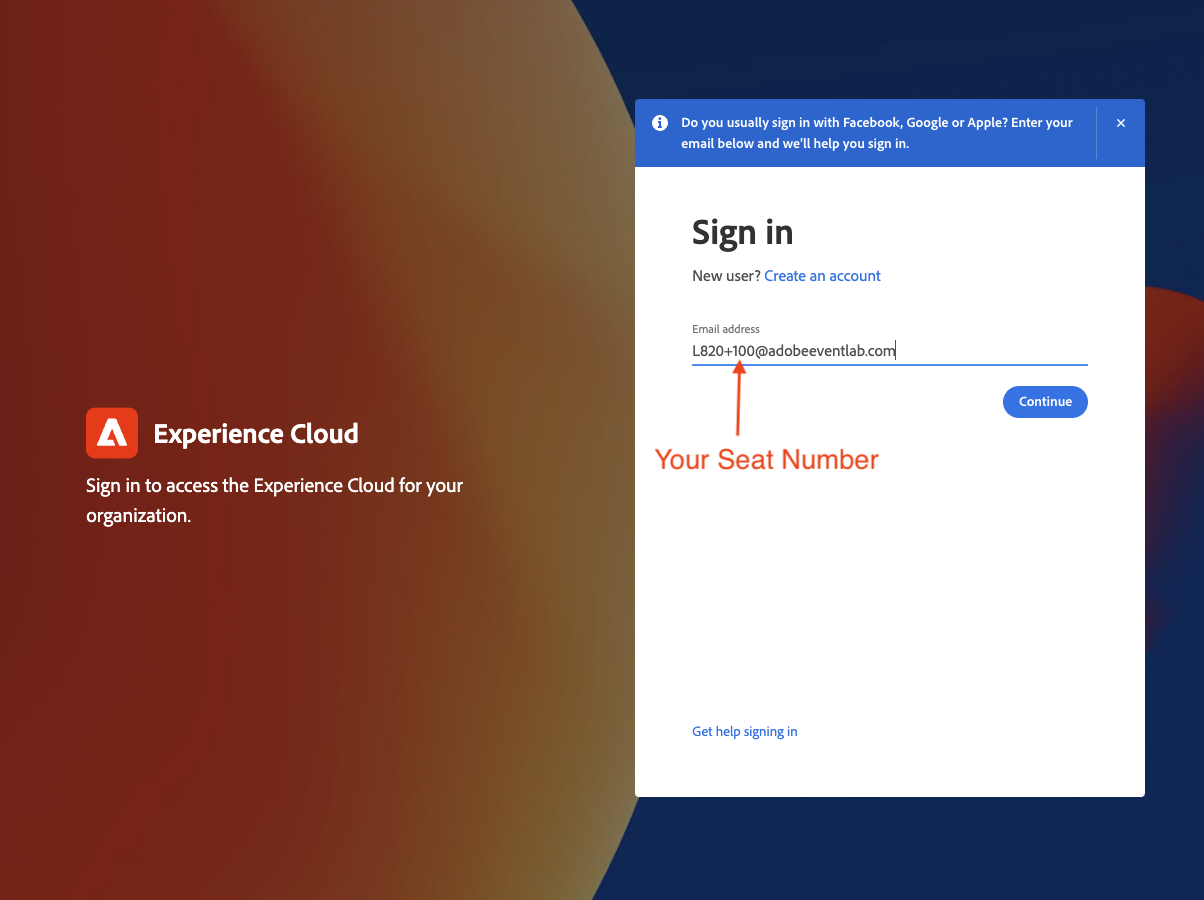 Do you usually sign in with Facebook, Google or Apple? Enter your
email below and we'll help you sign in.
Sign in
New user? Create an account
Email address
L820+100@adobeeventlab.com
Continue
Your Seat Number
Experience Cloud
Sign in to access the Experience Cloud for your
organization.
Get help signing in